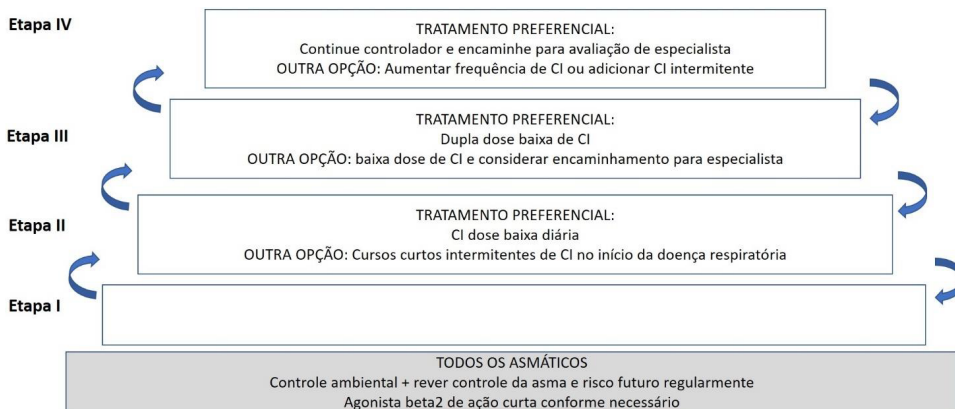 Etapa IV
TRATAMENTO PREFERENCIAL:
Continue controlador e encaminhe para avaliação de especialista
OUTRA OPÇÃO: Aumentar frequência de CI ou adicionar CI intermitente
Etapa III
TRATAMENTO PREFERENCIAL:
Dupla dose baixa de CI
OUTRA OPÇÃO: baixa dose de CI e considerar encaminhamento para especialista
Etapa II
TRATAMENTO PREFERENCIAL:
CI dose baixa diária
OUTRA OPÇÃO: Cursos curtos intermitentes de CI no início da doença respiratória
Etapa I
TODOS OS ASMÁTICOS
Controle ambiental + rever controle da asma e risco futuro regularmente
Agonista beta2 de ação curta conforme necessário